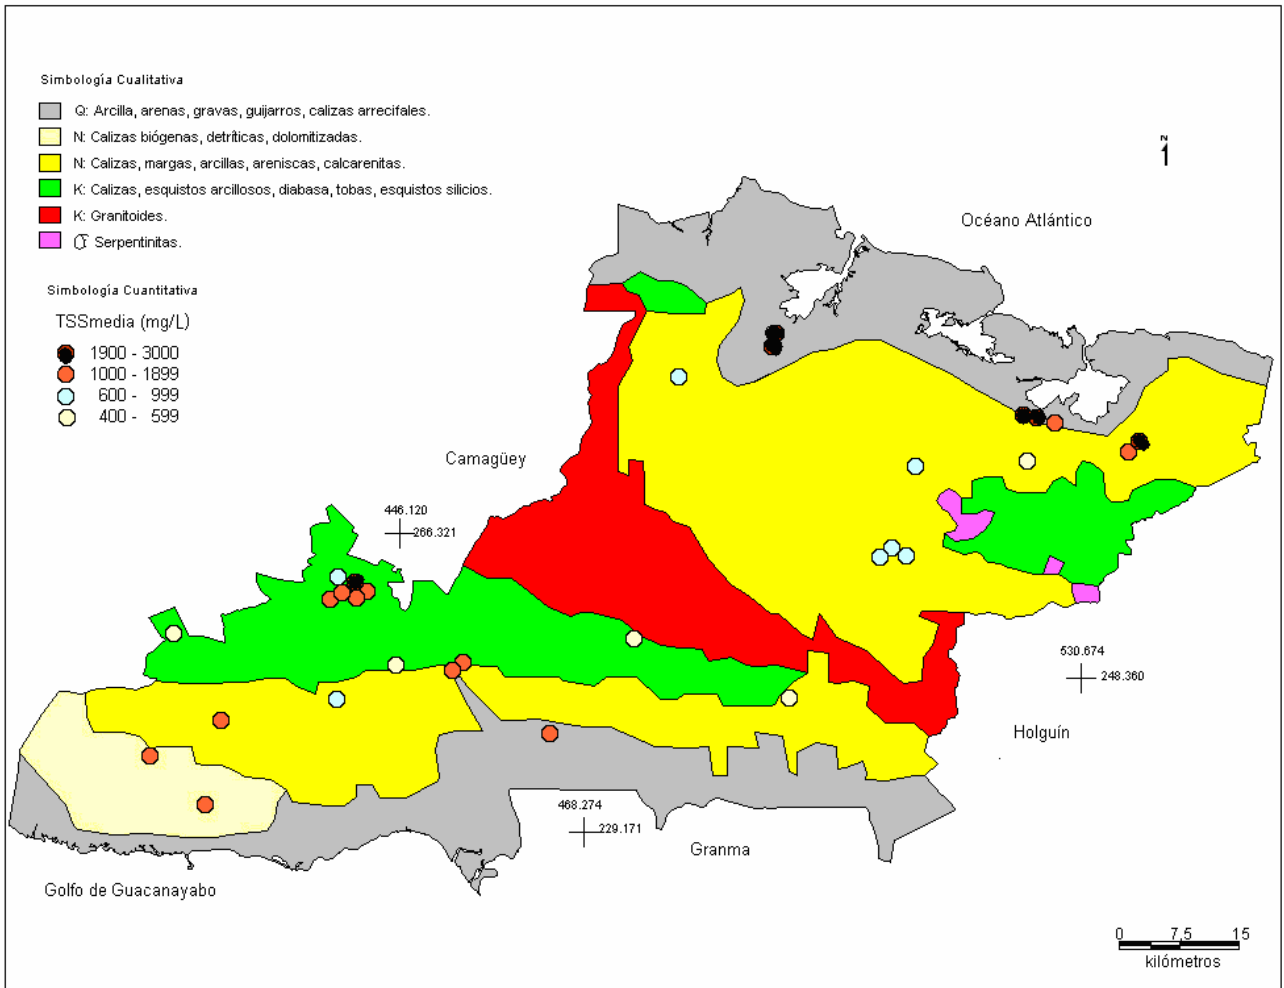 Simbología Cualitativa
Q: Arcilla, arenas, gravas, guijarros, calizas arrecifales.
N: Calizas biógenas, detríticas, dolomitizadas.
N: Calizas, margas, arcillas, areniscas, calcarenitas.
K: Calizas, esquistos arcillosos, diabasa, tobas, esquistos silicios.
K: Granitoides.
Serpentinitas.
Simbología Cuantitativa
TSSmedia (mg/L)
1900 - 3000
1000 - 1899
600 - 999
400 - 599
N
Océano Atlántico
Camagüey
446.120
266.321
530.674
248.360
Holguín
468.274
229.171
Granma
Golfo de Guacanayabo
0 7,5 15
kilómetros